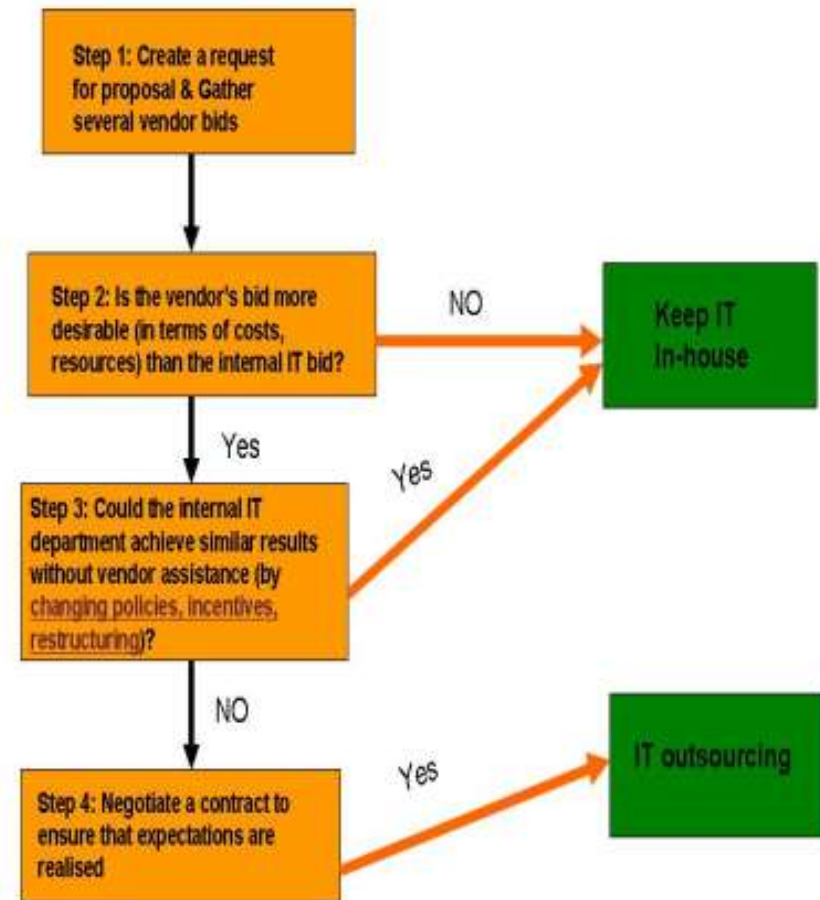 Step 1: Create a request
for proposal & Gather
several vendor bids
Step 2: Is the vendor's bid more
desirable (in terms of costs,
resources) than the internal IT bid?
NO
Keep IT
In-house
Yes
Yes
Step 3: Could the internal IT
department achieve similar results
without vendor assistance (by
changing policies, incentives,
restructuring)?
NO
IT outsourcing
Yes
Step 4: Negotiate a contract to
ensure that expectations are
realised